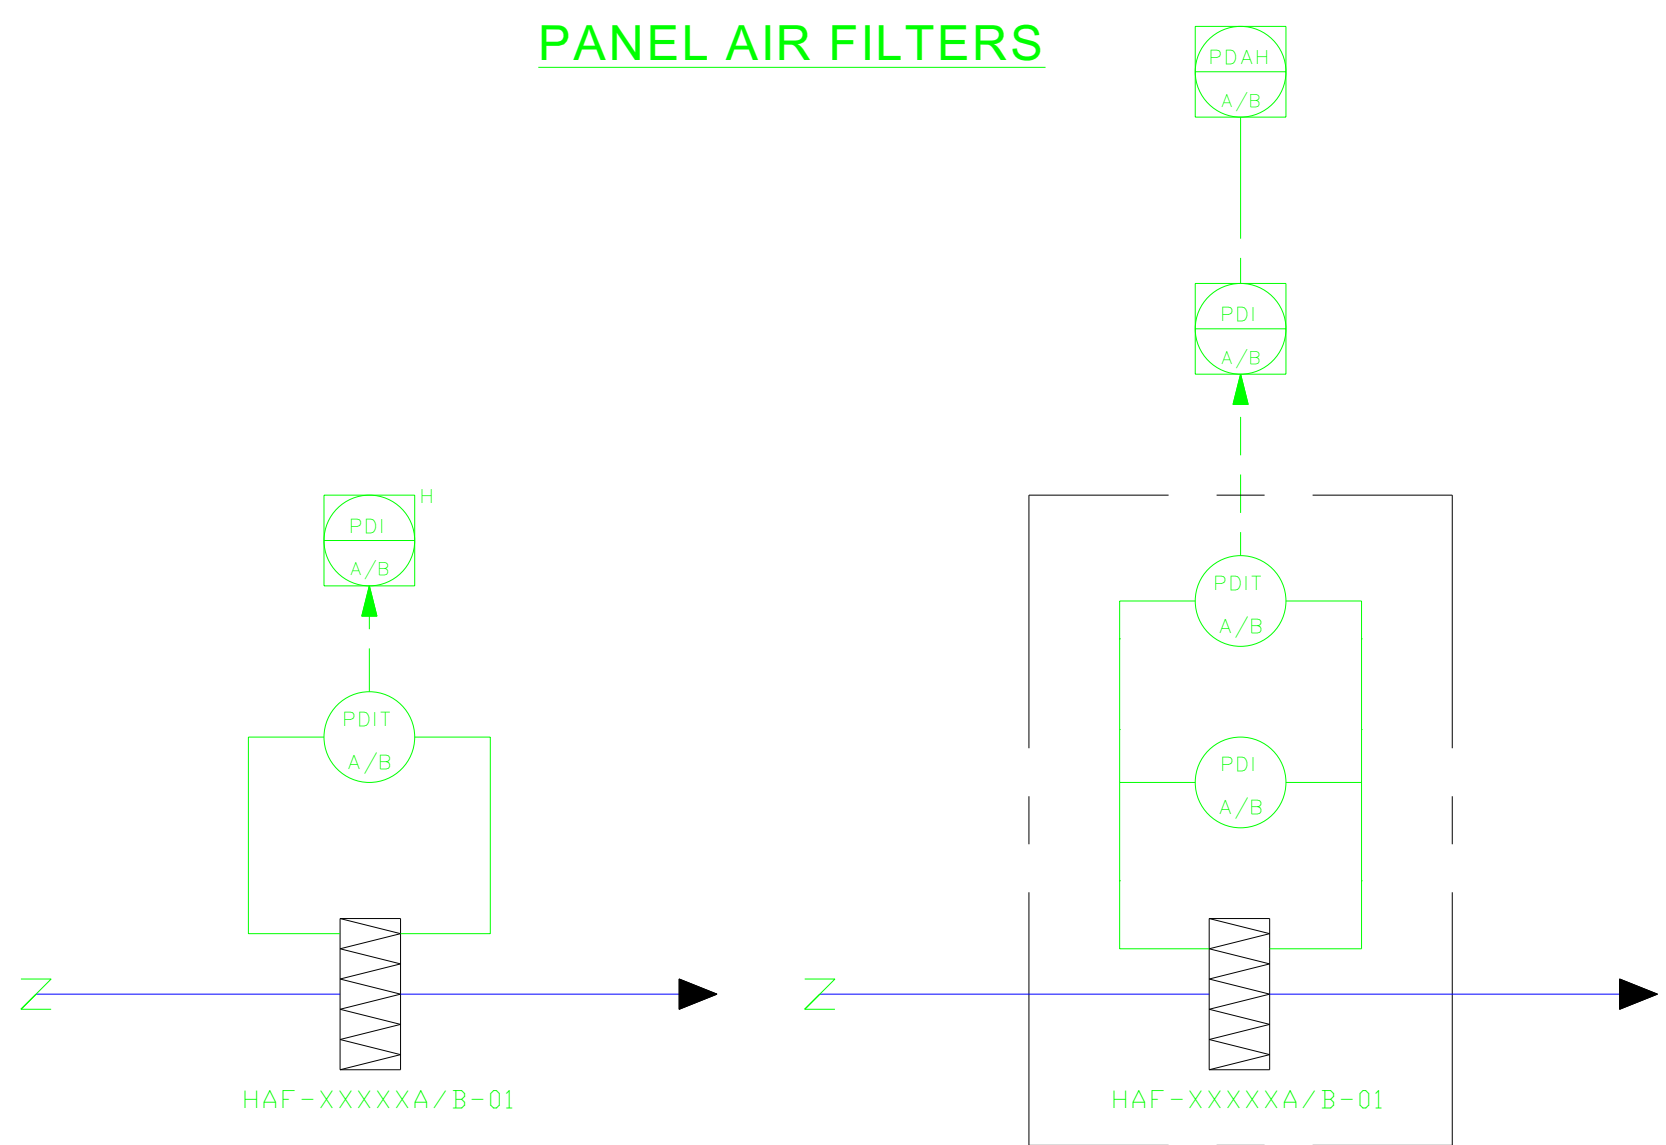 PANEL AIR FILTERS
PDAH
A/B
PDI
A/B
H
PDI
A/B
PDIT
A/B
PDIT
A/B
PDI
A/B
HAF-XXXXXA/B-01
HAF-XXXXXA/B-01